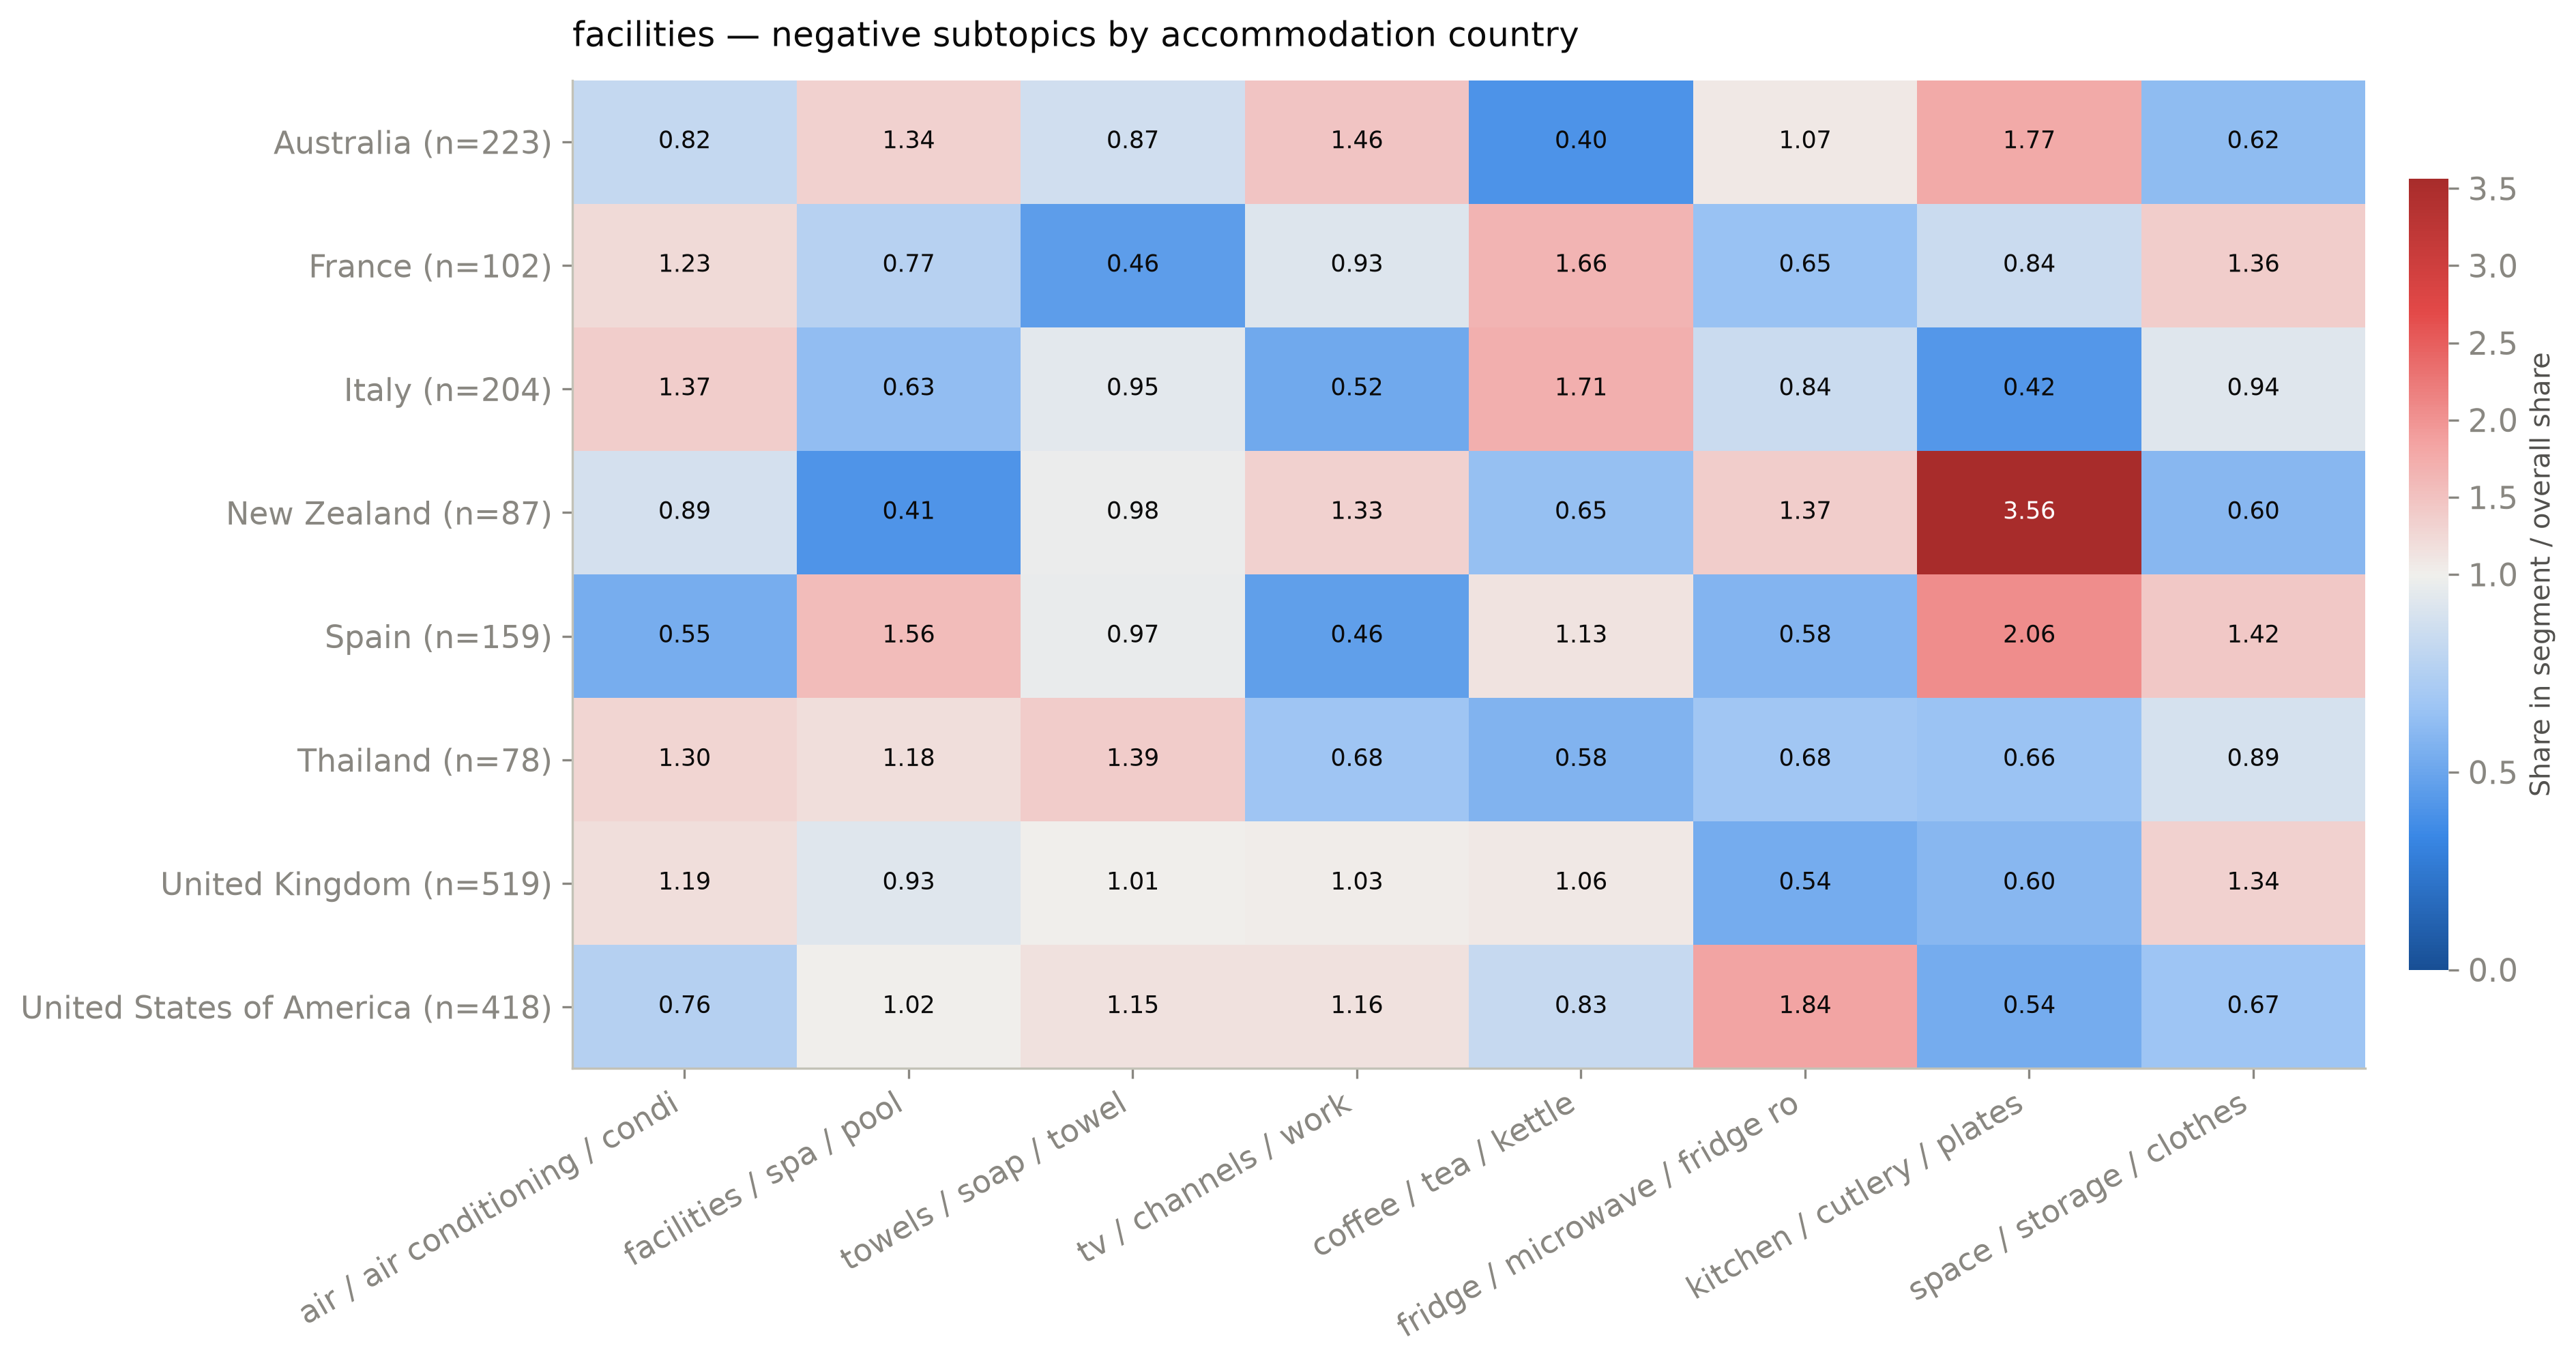 facilities — negative subtopics by accommodation country
Australia (n=223) 0.82 1.34 0.87 1.46 0.40 1.07 1.77 0.62
France (n=102) 1.23 0.77 0.46 0.93 1.66 0.65 0.84 1.36
Italy (n=204) 1.37 0.63 0.95 0.52 1.71 0.84 0.42 0.94
New Zealand (n=87) 0.89 0.41 0.98 1.33 0.65 1.37 3.56 0.60
Spain (n=159) 0.55 1.56 0.97 0.46 1.13 0.58 2.06 1.42
Thailand (n=78) 1.30 1.18 1.39 0.68 0.58 0.68 0.66 0.89
United Kingdom (n=519) 1.19 0.93 1.01 1.03 1.06 0.54 0.60 1.34
United States of America (n=418) 0.76 1.02 1.15 1.16 0.83 1.84 0.54 0.67
air / air conditioning / condi
facilities / spa / pool
towels / soap / towel
tv / channels / work
coffee / tea / kettle
fridge / microwave / fridge ro
kitchen / cutlery / plates
space / storage / clothes
3.5
3.0
2.5
2.0
1.5
1.0
0.5
0.0
Share in segment / overall share